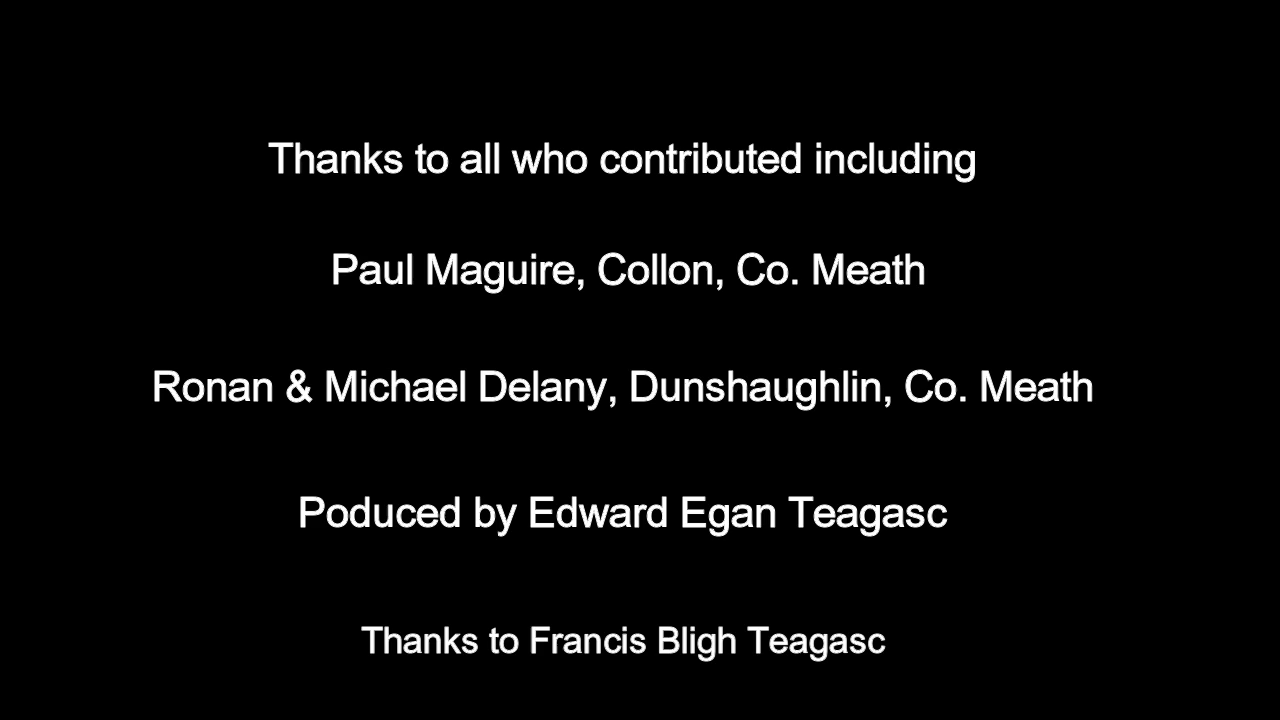 Thanks to all who contributed including
Paul Maguire, Collon, Co. Meath
Ronan & Michael Delany, Dunshaughlin, Co. Meath
Poduced by Edward Egan Teagasc
Thanks to Francis Bligh Teagasc